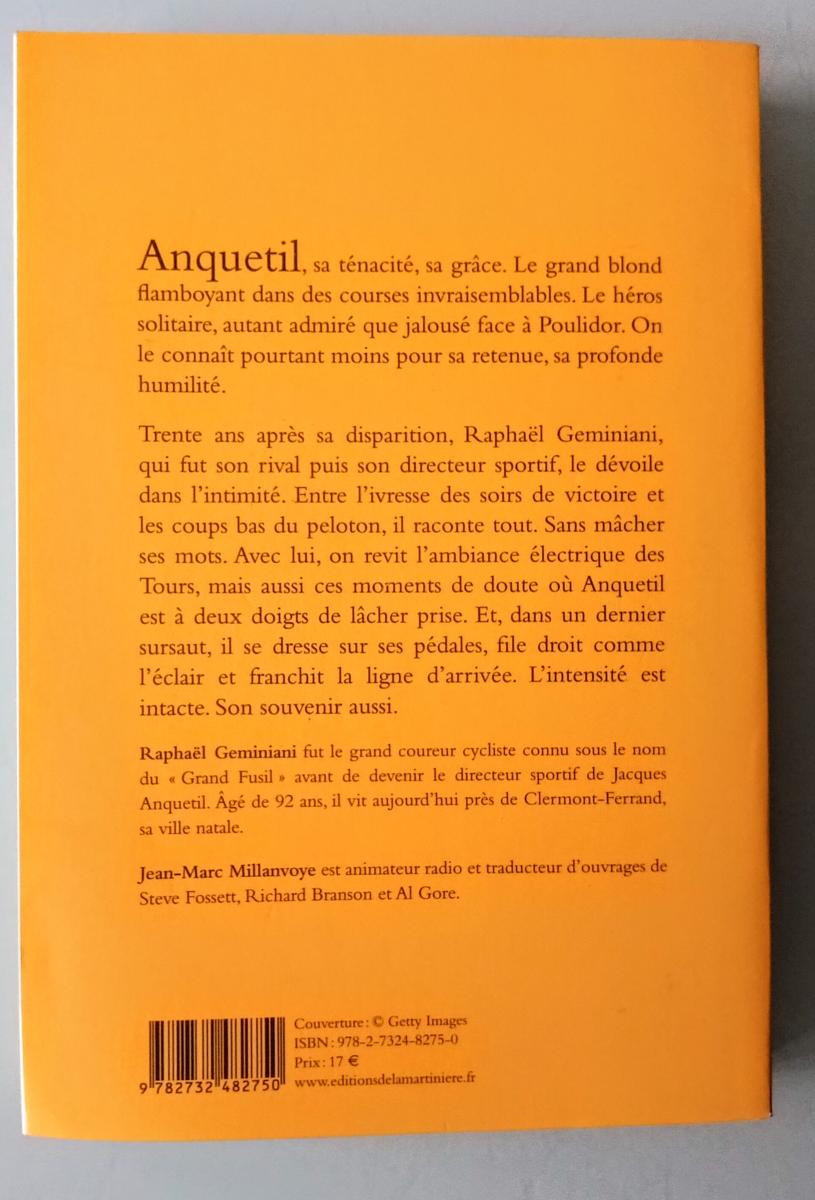 Anquetil, sa ténacité, sa grâce. Le grand blond
flamboyant dans des courses invraisemblables. Le héros
solitaire, autant admiré que jalousé face à Poulidor. On
le connaît pourtant moins pour sa retenue, sa profonde
humilité.
Trente ans après sa disparition, Raphaël Geminiani,
qui fut son rival puis son directeur sportif, le dévoile
dans l'intimité. Entre l'ivresse des soirs de victoire et
les coups bas du peloton, il raconte tout. Sans mâcher
ses mots. Avec lui, on revit l'ambiance électrique des
Tours, mais aussi ces moments de doute où Anquetil
est à deux doigts de lâcher prise. Et, dans un dernier
sursaut, il se dresse sur ses pédales, file droit comme
l'éclair et franchit la ligne d'arrivée. L'intensité est
intacte. Son souvenir aussi.
Raphaël Geminiani fut le grand coureur cycliste connu sous le nom
du « Grand Fusil » avant de devenir le directeur sportif de Jacques
Anquetil. Âgé de 92 ans, il vit aujourd'hui près de Clermont-Ferrand,
sa ville natale.
Jean-Marc Millanvoye est animateur radio et traducteur d'ouvrages de
Steve Fossett, Richard Branson et Al Gore.
Couverture : © Getty Images
ISBN : 978-2-7324-8275-0
Prix : 17 €
www.editionsdelamartiniere.fr
9 782732 482750